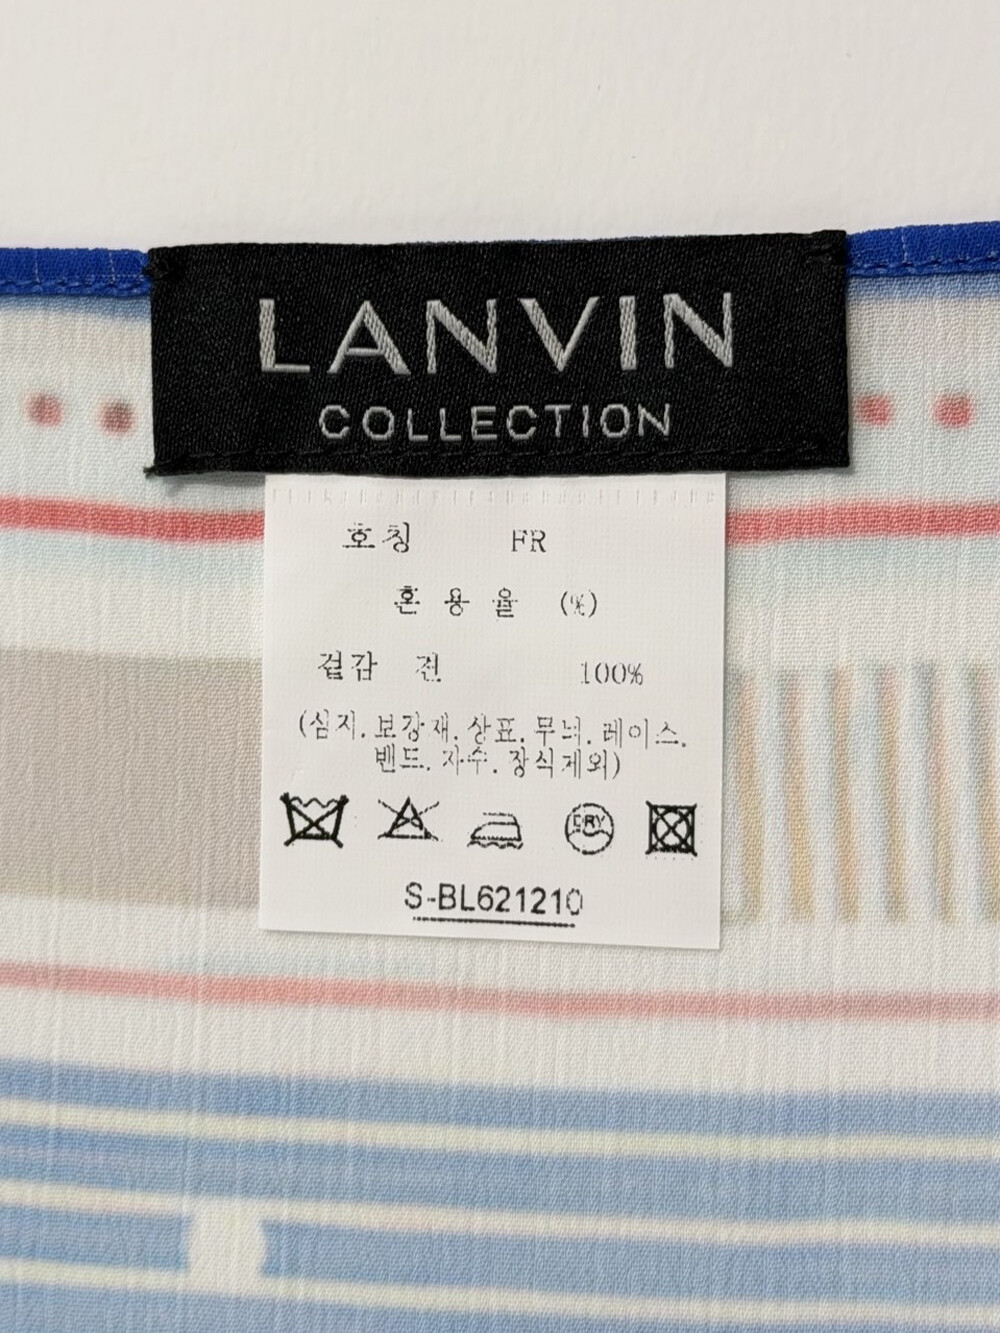 LANVIN
COLLECTION
호칭 FR
혼용율 (%)
겉감 견 100%
(심지. 보강재. 상표. 무늬. 레이스.
밴드. 자수. 장식제외)
DRY
S-BL621210